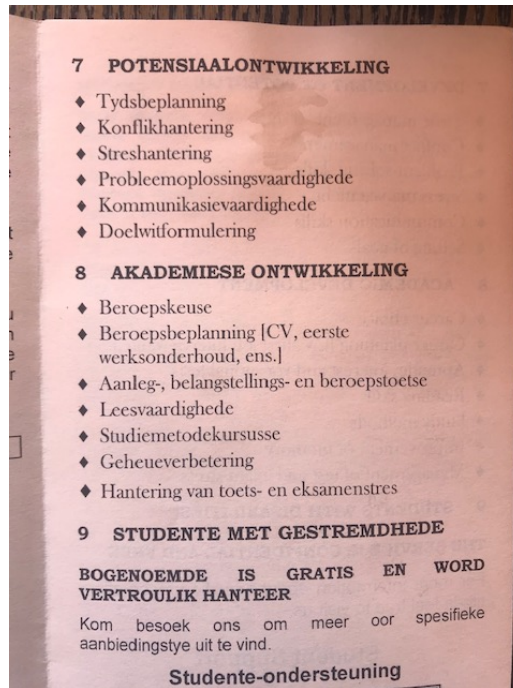 7 POTENSIAALONTWIKKELING
♦ Tydsbeplanning
♦ Konflikhantering
♦ Streshantering
♦ Probleemoplossingsvaardighede
♦ Kommunikasievaardighede
♦ Doelwitformulering
8 AKADEMIESE ONTWIKKELING
♦ Beroepskeuse
♦ Beroepsbeplanning [CV, eerste
werksonderhoud, ens.]
♦ Aanleg-, belangstellings- en beroepstoetse
♦ Leesvaardighede
♦ Studiemetodekursusse
♦ Geheueverbetering
♦ Hantering van toets- en eksamenstres
9 STUDENTE MET GESTREMDHEDE
BOGENOEMDE IS GRATIS EN WORD
VERTROULIK HANTEER
Kom besoek ons om meer oor spesifieke
aanbiedingstye uit te vind.
Studente-ondersteuning